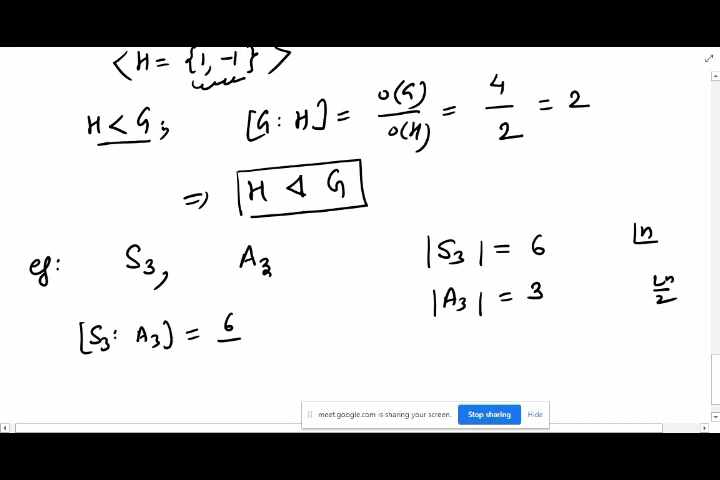 < H = {1, -1} >
H < G; [G : H] = o(G)/o(H) = 4/2 = 2
⇒ H ⊲ G
eg: S₃, A₃ |S₃| = 6 ⌊n
|A₃| = 3 ⌊n/2
[S₃ : A₃] = 6
meet.google.com is sharing your screen. Stop sharing Hide